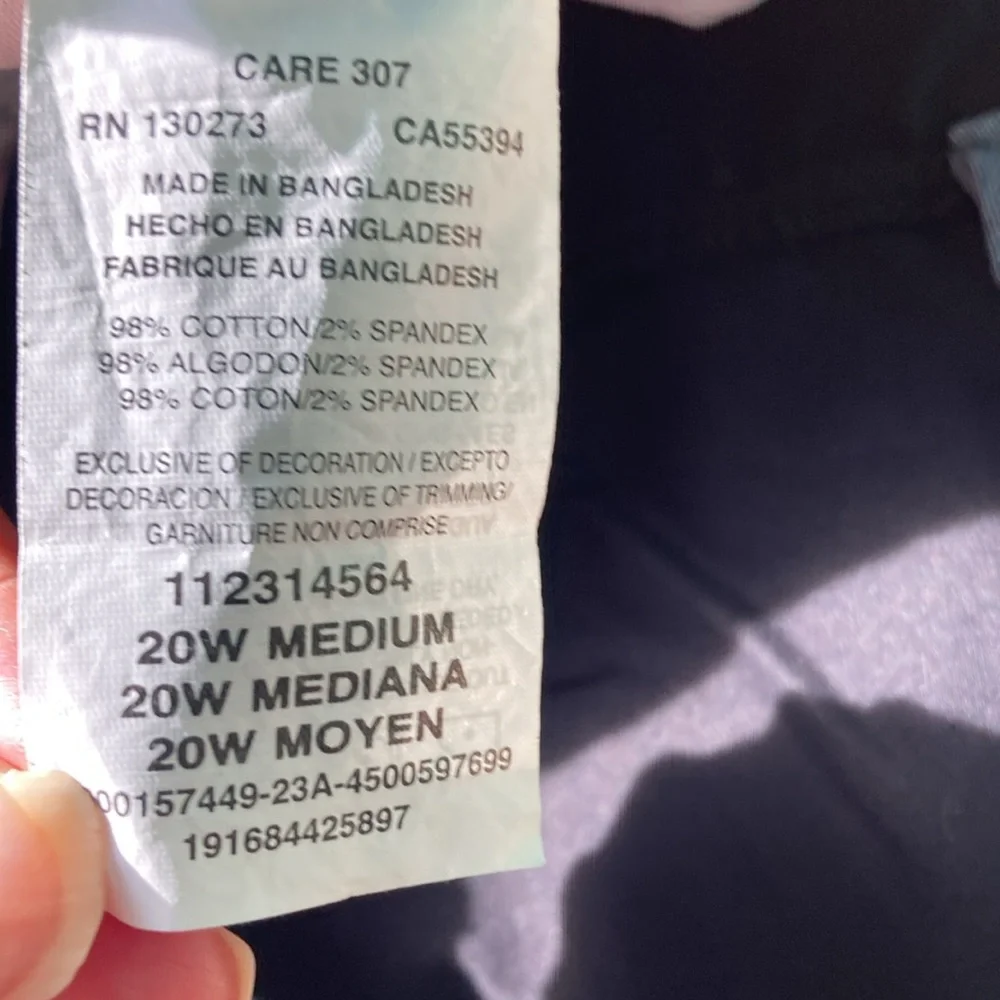 CARE 307
RN 130273 CA55394
MADE IN BANGLADESH
HECHO EN BANGLADESH
FABRIQUE AU BANGLADESH
98% COTTON/2% SPANDEX
98% ALGODON/2% SPANDEX
98% COTON/2% SPANDEX
EXCLUSIVE OF DECORATION / EXCEPTO
DECORACION / EXCLUSIVE OF TRIMMING/
GARNITURE NON COMPRISE
112314564
20W MEDIUM
20W MEDIANA
20W MOYEN
00157449-23A-4500597699
191684425897